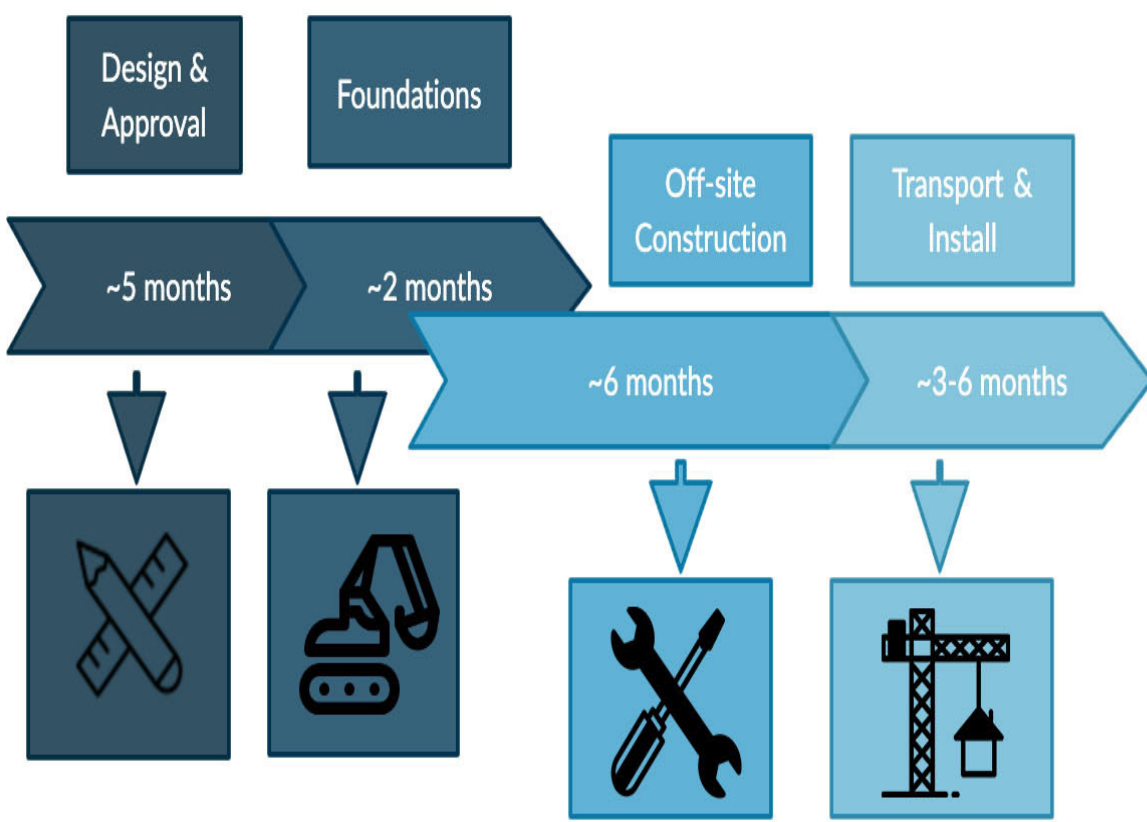 Design &
Approval
Foundations
Off-site
Construction
Transport &
Install
~5 months
~2 months
~6 months
~3-6 months